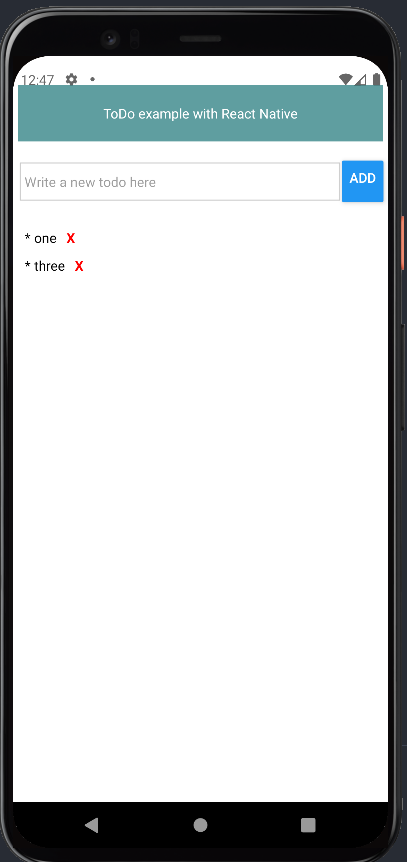 12:47
ToDo example with React Native
Write a new todo here
ADD
* one X
* three X